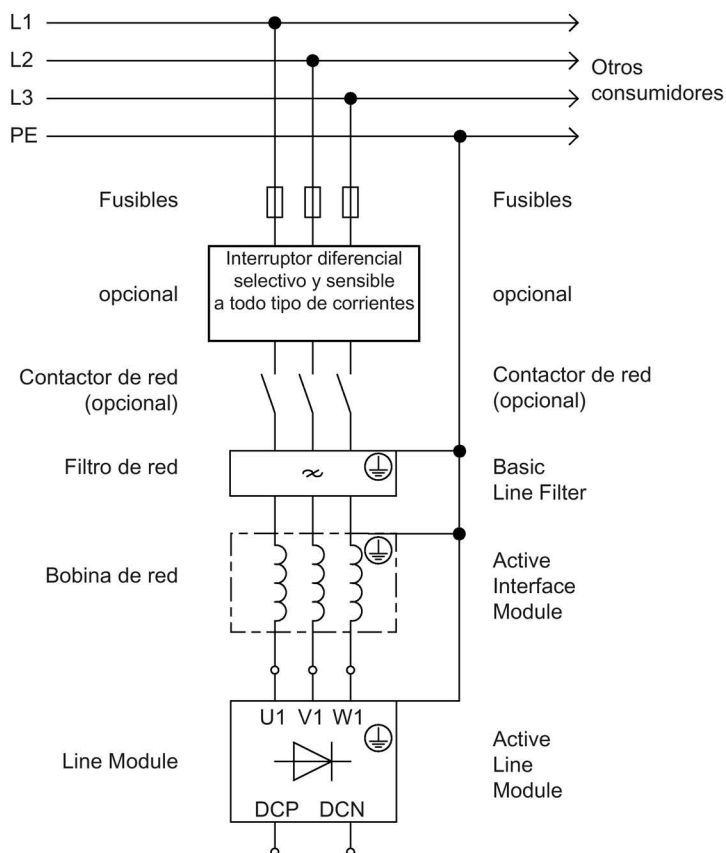 L1
L2
L3
PE
Otros
consumidores
Fusibles
Fusibles
Interruptor diferencial
selectivo y sensible
a todo tipo de corrientes
opcional
opcional
Contactor de red
(opcional)
Contactor de red
(opcional)
Filtro de red
Basic
Line Filter
Bobina de red
Active
Interface
Module
U1 V1 W1
Line Module
Active
Line
Module
DCP DCN